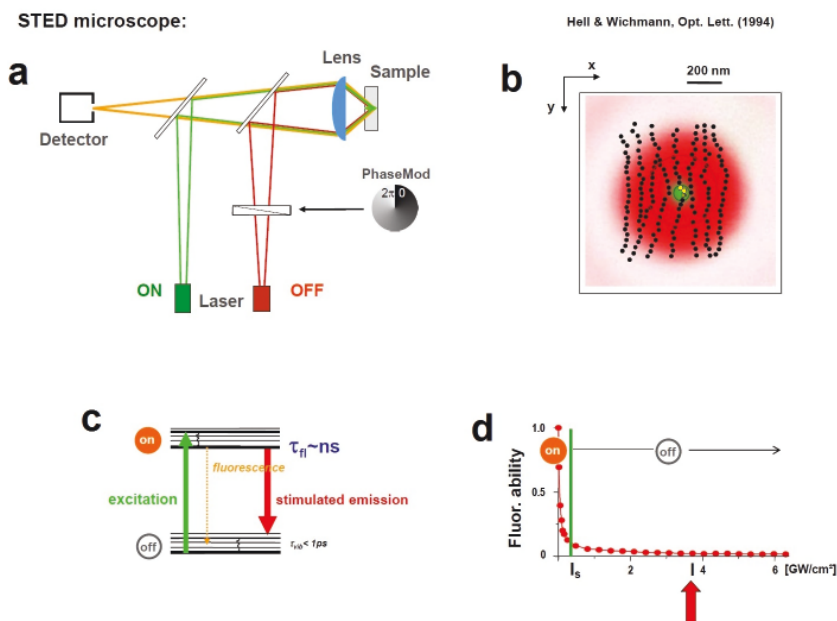 STED microscope:
Hell & Wichmann, Opt. Lett. (1994)
a
Lens
Sample
Detector
PhaseMod
2π 0
ON
Laser
OFF
b
x
y
200 nm
c
on
τfl~ns
fluorescence
excitation
stimulated emission
off
τvib< 1ps
d
Fluor. ability
1.0
on
off
0.5
0
Is
2
I
4
6
[GW/cm²]